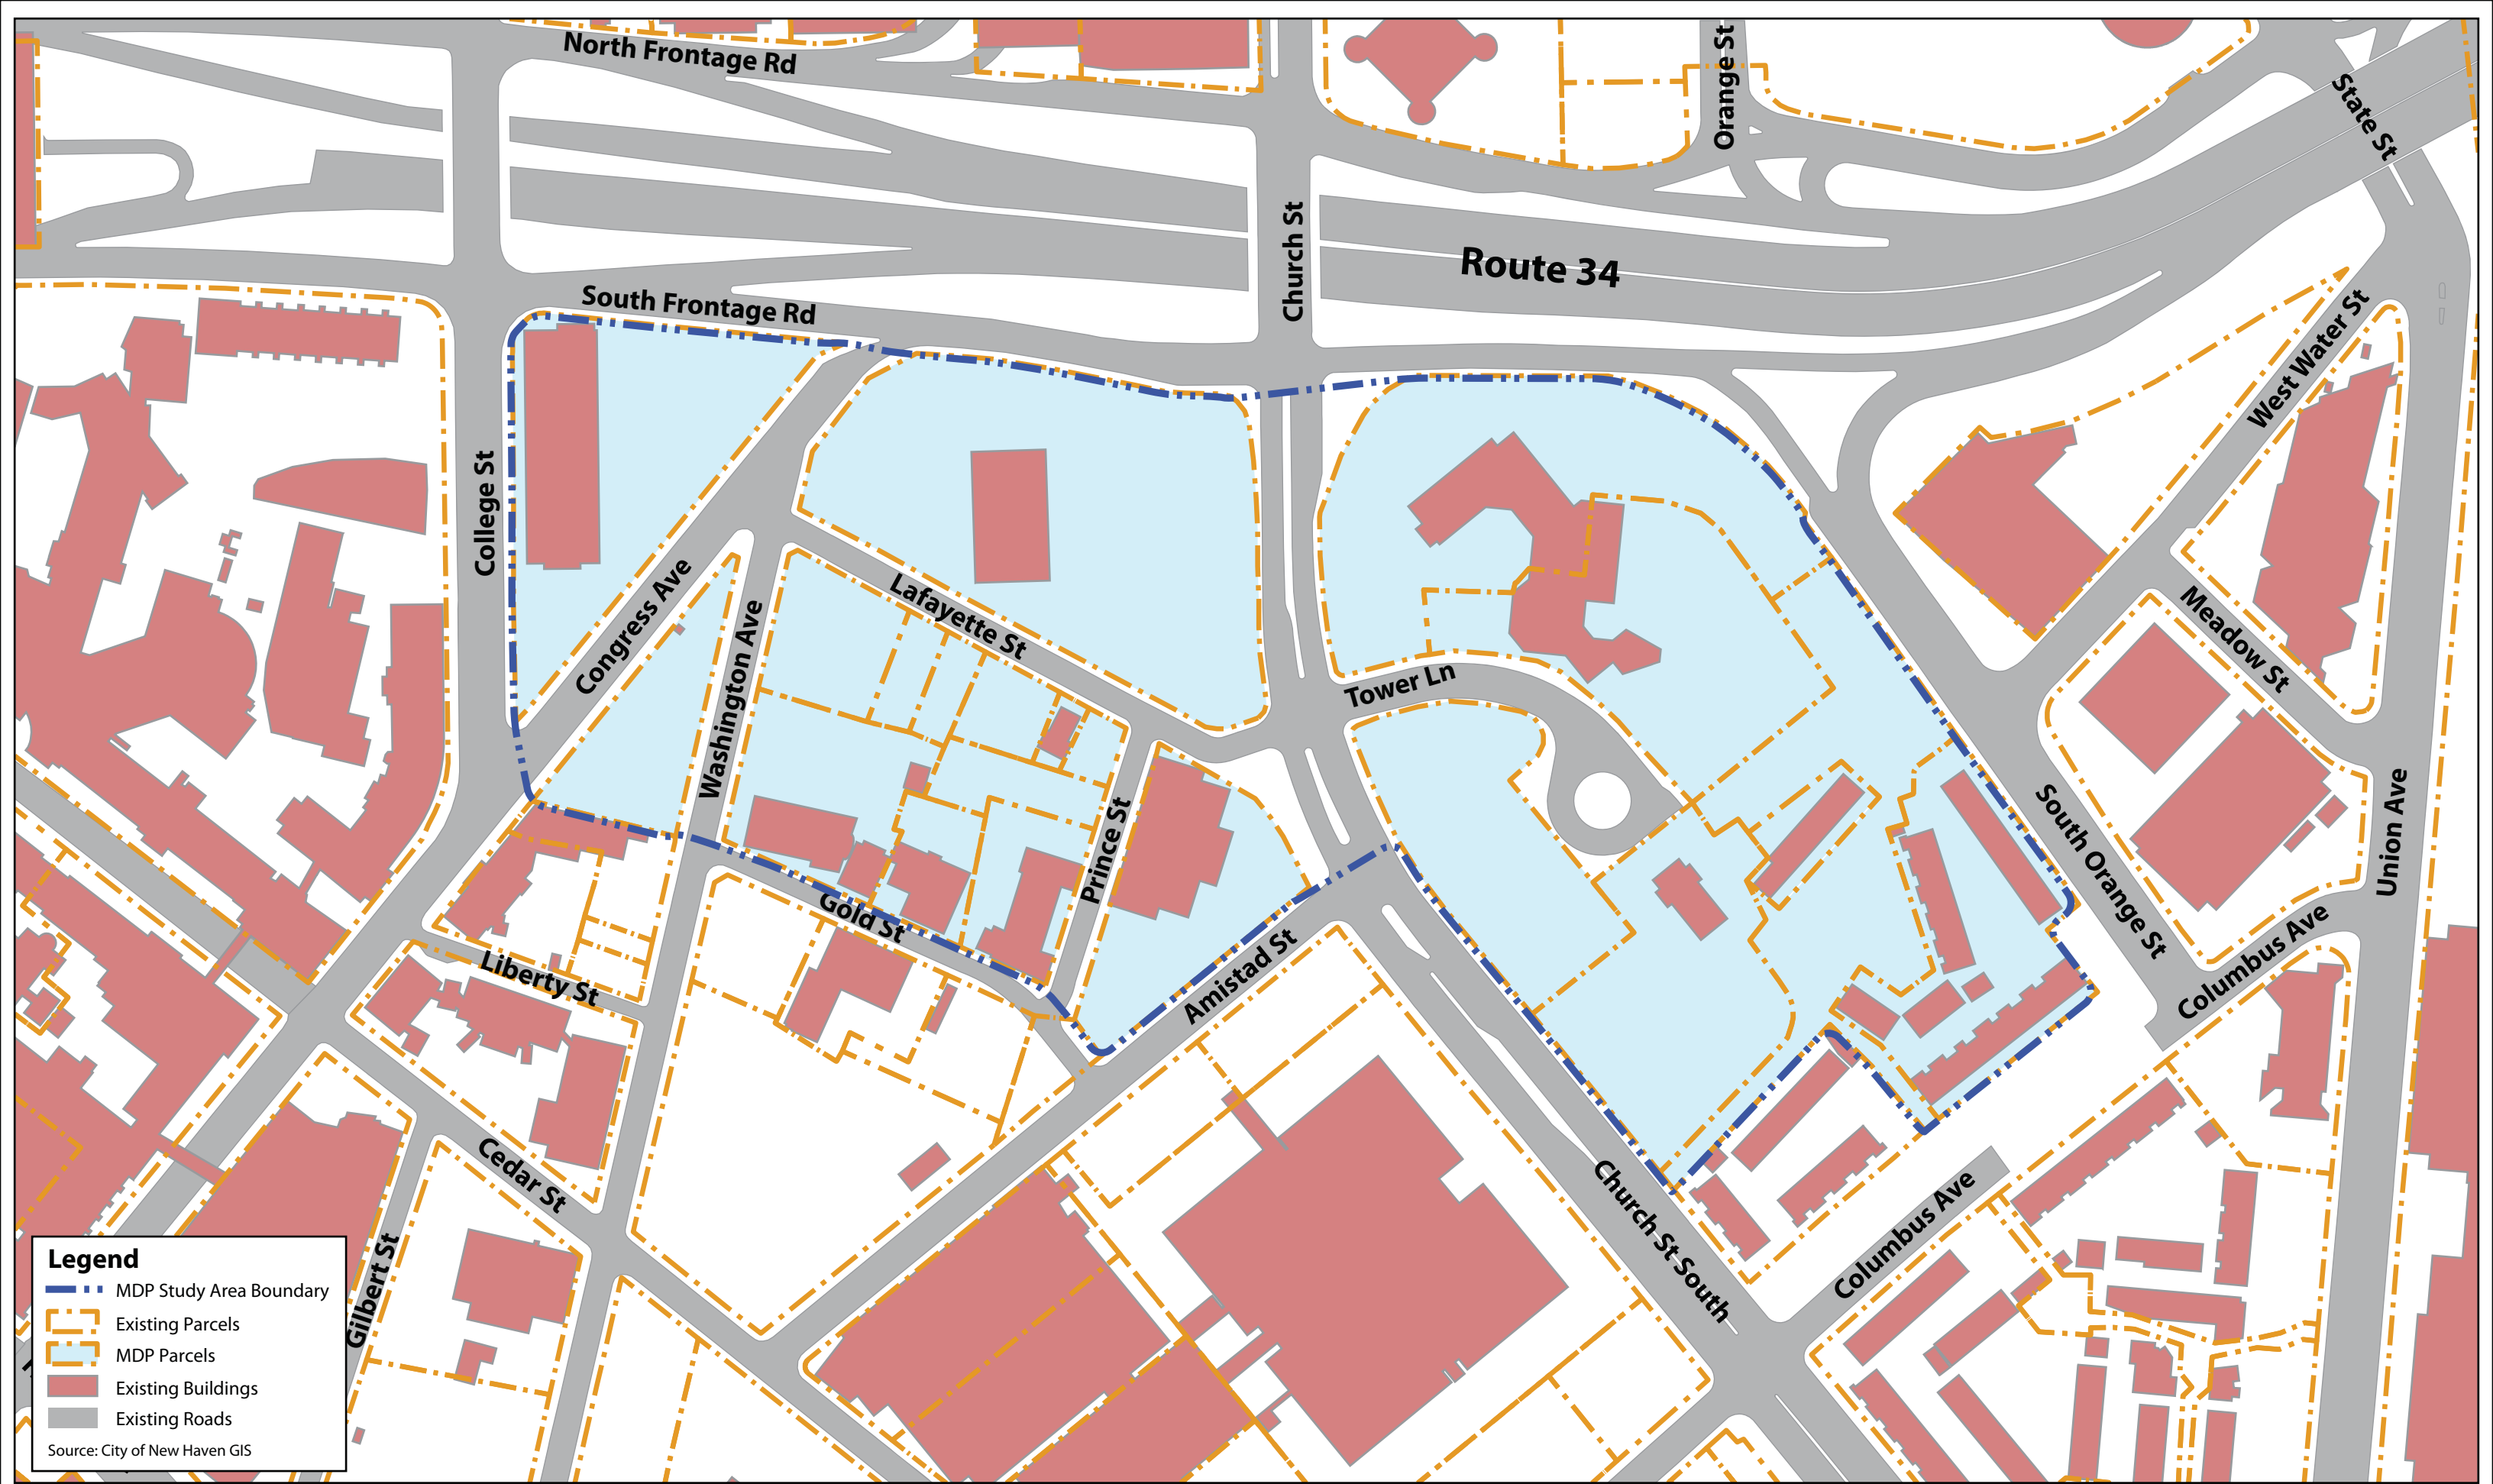 North Frontage Rd
Orange St
State St
Church St
Route 34
South Frontage Rd
West Water St
College St
Congress Ave
Washington Ave
Lafayette St
Tower Ln
Meadow St
Prince St
South Orange St
Union Ave
Gold St
Liberty St
Amistad St
Columbus Ave
Cedar St
Church St South
Columbus Ave
Gilbert St
Legend
MDP Study Area Boundary
Existing Parcels
MDP Parcels
Existing Buildings
Existing Roads
Source: City of New Haven GIS